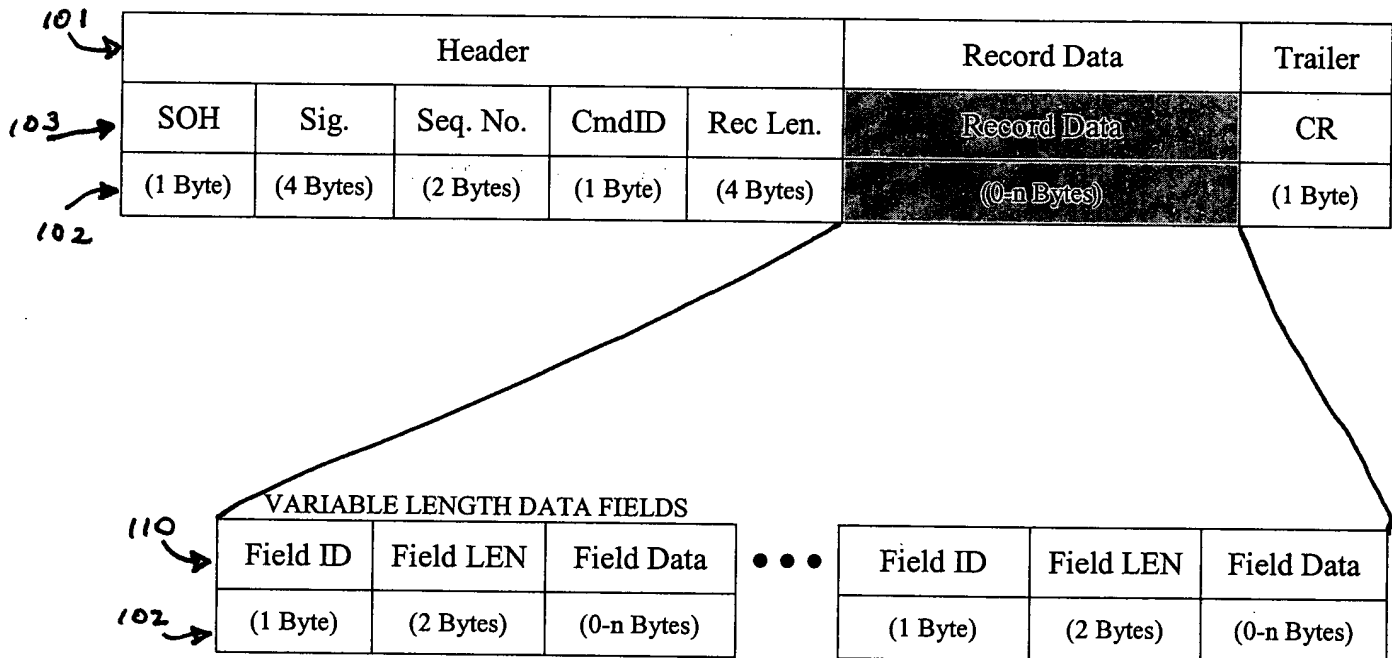 101 Header Record Data Trailer
103 SOH Sig. Seq. No. CmdID Rec Len. Record Data CR
102 (1 Byte) (4 Bytes) (2 Bytes) (1 Byte) (4 Bytes) (0-n Bytes) (1 Byte)
VARIABLE LENGTH DATA FIELDS
110 Field ID Field LEN Field Data ••• Field ID Field LEN Field Data
102 (1 Byte) (2 Bytes) (0-n Bytes) (1 Byte) (2 Bytes) (0-n Bytes)